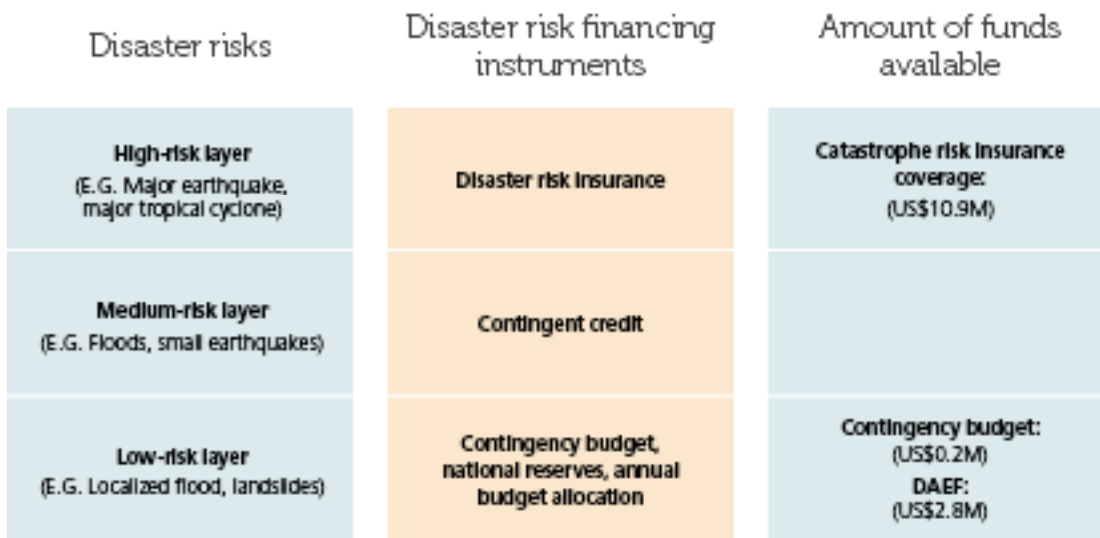 Disaster risks
Disaster risk financing
instruments
Amount of funds
available
High-risk layer
(E.G. Major earthquake,
major tropical cyclone)
Disaster risk insurance
Catastrophe risk insurance
coverage:
(US$10.9M)
Medium-risk layer
(E.G. Floods, small earthquakes)
Contingent credit
Low-risk layer
(E.G. Localized flood, landslides)
Contingency budget,
national reserves, annual
budget allocation
Contingency budget:
(US$0.2M)
DAEF:
(US$2.8M)